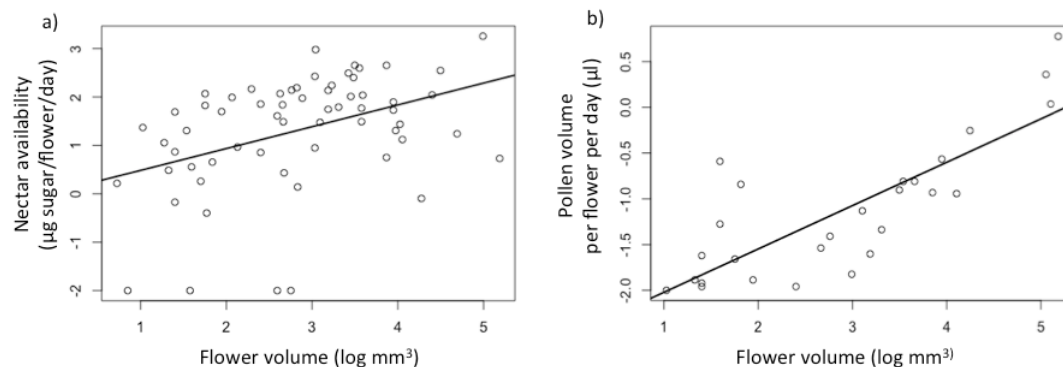 a)
Nectar availability
(µg sugar/flower/day)
3
2
1
0
-1
-2
1 2 3 4 5
Flower volume (log mm³)
b)
Pollen volume
per flower per day (µl)
0.5
0.0
-0.5
-1.0
-1.5
-2.0
1 2 3 4 5
Flower volume (log mm³⁾